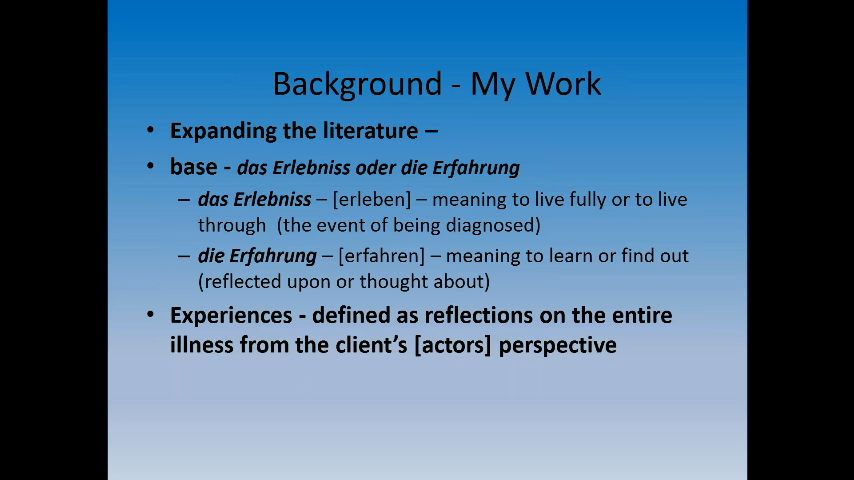 Background - My Work
• Expanding the literature –
• base - das Erlebniss oder die Erfahrung
– das Erlebniss – [erleben] – meaning to live fully or to live
through (the event of being diagnosed)
– die Erfahrung – [erfahren] – meaning to learn or find out
(reflected upon or thought about)
• Experiences - defined as reflections on the entire
illness from the client’s [actors] perspective